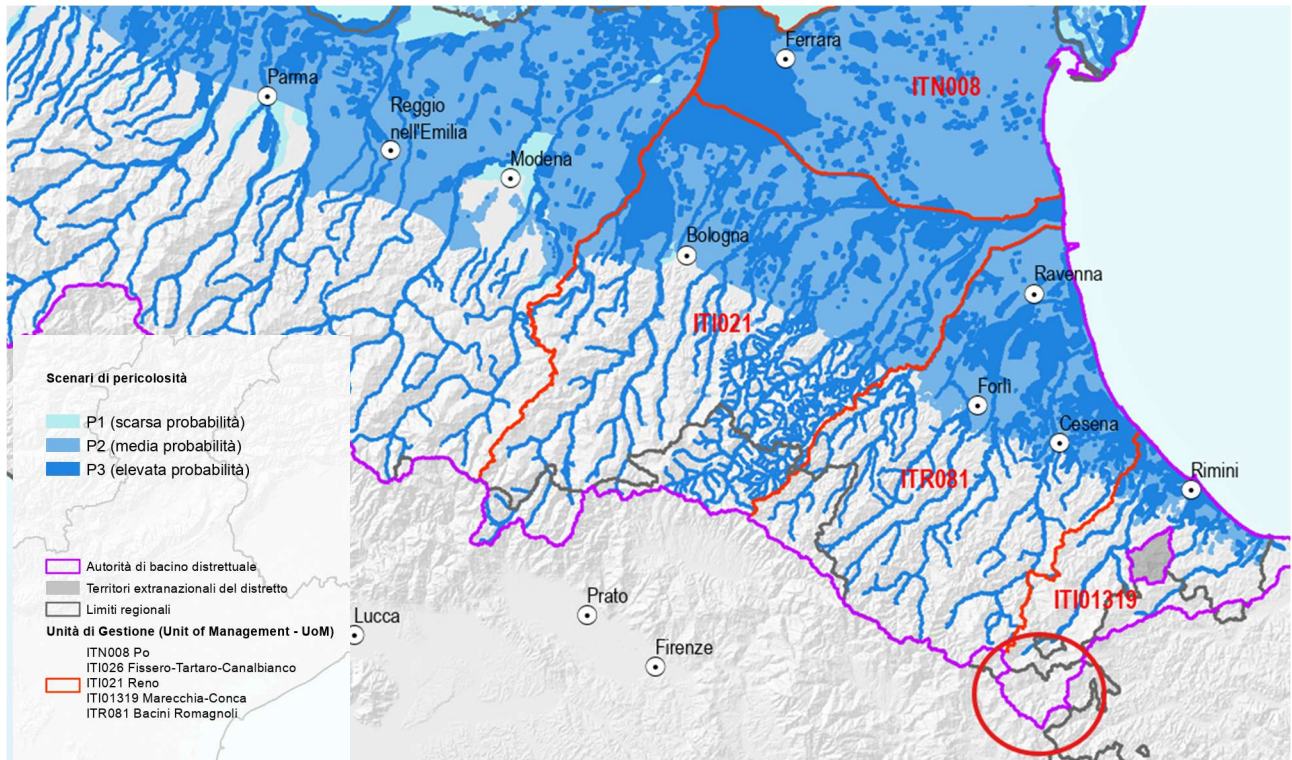 Ferrara
ITN008
Parma
Reggio
nell'Emilia
Modena
Bologna
Ravenna
ITI021
Forlì
Cesena
ITR081
Rimini
ITI01319
Prato
Lucca
Firenze
Scenari di pericolosità
P1 (scarsa probabilità)
P2 (media probabilità)
P3 (elevata probabilità)
Autorità di bacino distrettuale
Territori extranazionali del distretto
Limiti regionali
Unità di Gestione (Unit of Management - UoM)
ITN008 Po
ITI026 Fissero-Tartaro-Canalbianco
ITI021 Reno
ITI01319 Marecchia-Conca
ITR081 Bacini Romagnoli